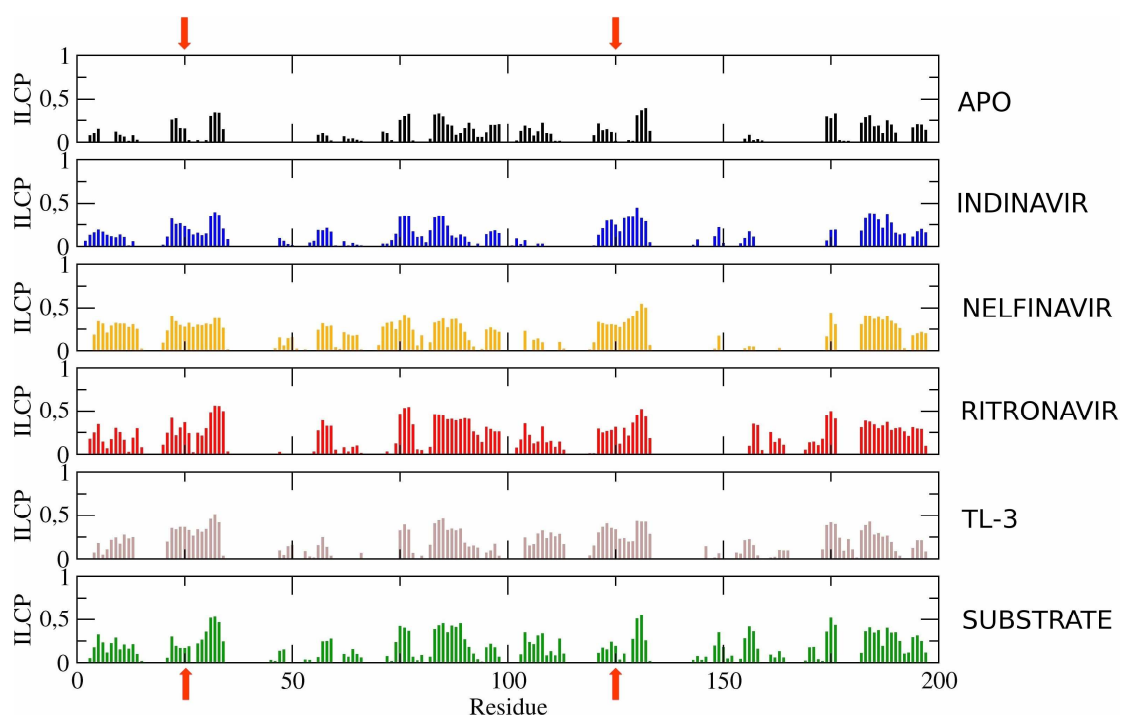 1
0,5
0
ILCP
APO
1
0,5
0
ILCP
INDINAVIR
1
0,5
0
ILCP
NELFINAVIR
1
0,5
0
ILCP
RITRONAVIR
1
0,5
0
ILCP
TL-3
1
0,5
0
ILCP
SUBSTRATE
0 50 100 150 200
Residue